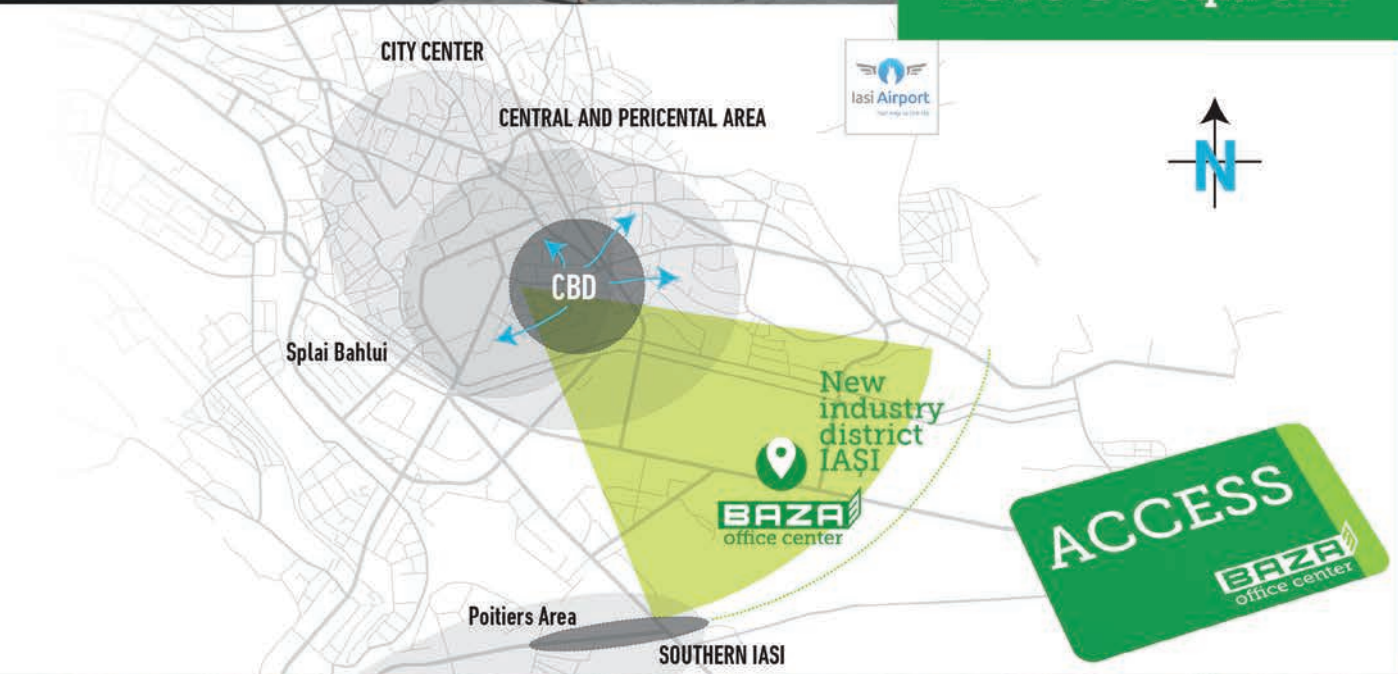 CITY CENTER
Iasi Airport
CENTRAL AND PERICENTAL AREA
N
CBD
Splai Bahlui
New
industry
district
IAȘI
BAZA
office center
ACCESS
BAZA
office center
Poitiers Area
SOUTHERN IASI